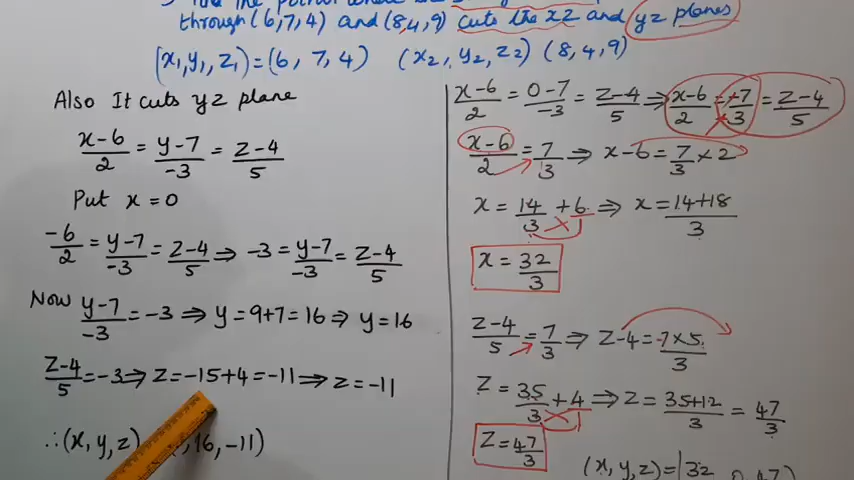 through (6,7,4) and (8,4,9) cuts the xz and yz planes
(x₁,y₁,z₁)=(6, 7, 4) (x₂,y₂,z₂) (8,4,9)
Also It cuts yz plane
x-6/2 = y-7/-3 = z-4/5
Put x = 0
-6/2 = y-7/-3 = z-4/5 ⇒ -3 = y-7/-3 = z-4/5
Now y-7/-3 = -3 ⇒ y = 9+7 = 16 ⇒ y = 16
z-4/5 = -3 ⇒ z = -15+4 = -11 ⇒ z = -11
∴ (x, y, z) , 16, -11)
x-6/2 = 0-7/-3 = z-4/5 ⇒ x-6/2 = -7/-3 = z-4/5
x-6/2 = 7/3 ⇒ x-6 = 7/3 × 2
x = 14/3 + 6 ⇒ x = 14+18/3
x = 32/3
z-4/5 = 7/3 ⇒ z-4 = 7×5/3
z = 35/3 + 4 ⇒ z = 35+12/3 = 47/3
z = 47/3
(x, y, z) = (32 0, 47)